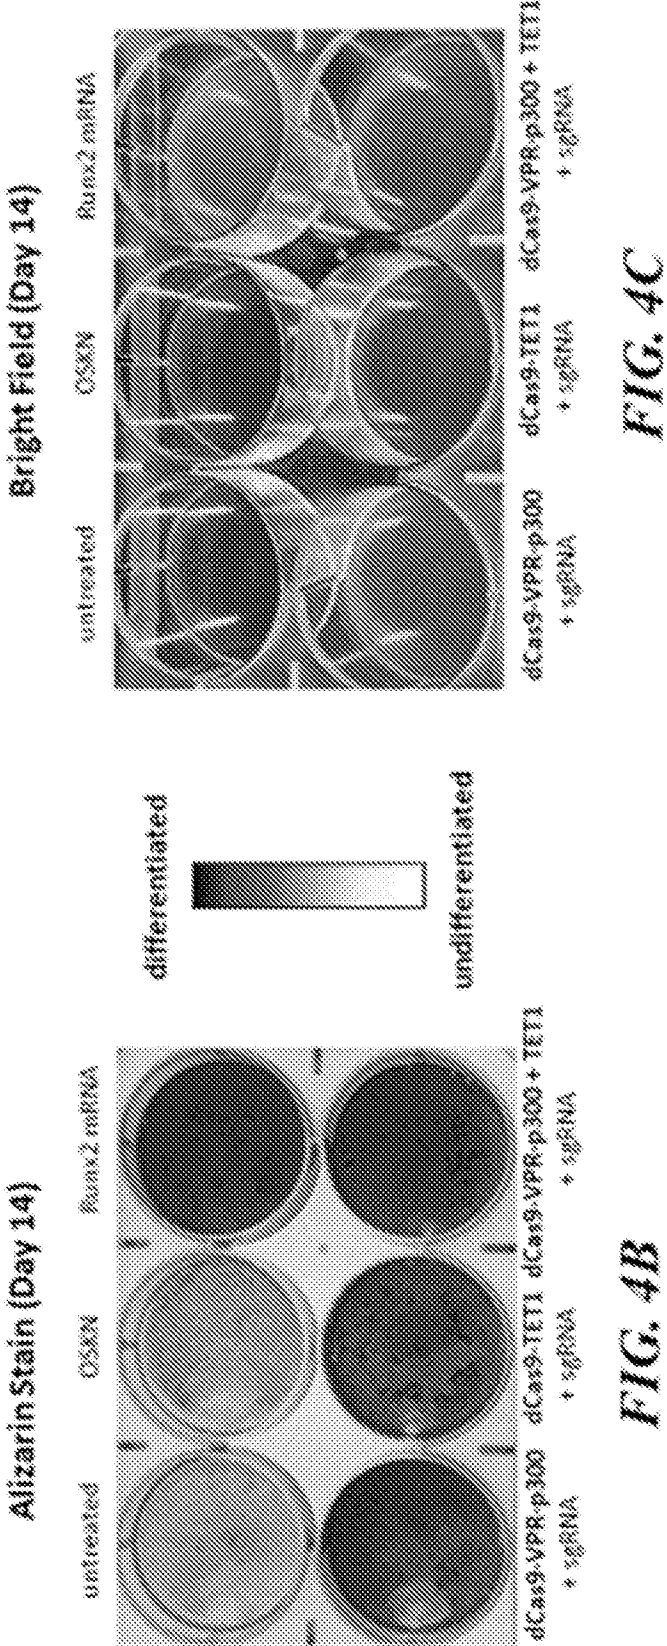 Alizarin Stain (Day 14)
untreated
OSKN
Runx2 mRNA
dCas9-VPR-p300
+ sgRNA
dCas9-TET1
+ sgRNA
dCas9-VPR-p300 + TET1
+ sgRNA
FIG. 4B
differentiated
undifferentiated
Bright Field (Day 14)
untreated
OSKN
Runx2 mRNA
dCas9-VPR-p300
+ sgRNA
dCas9-TET1
+ sgRNA
dCas9-VPR-p300 + TET1
+ sgRNA
FIG. 4C